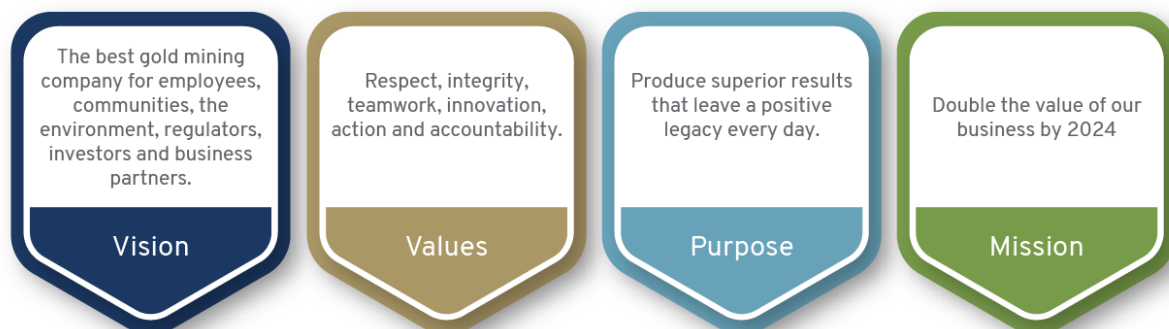 The best gold mining
company for employees,
communities, the
environment, regulators,
investors and business
partners.
Vision
Respect, integrity,
teamwork, innovation,
action and accountability.
Values
Produce superior results
that leave a positive
legacy every day.
Purpose
Double the value of our
business by 2024
Mission